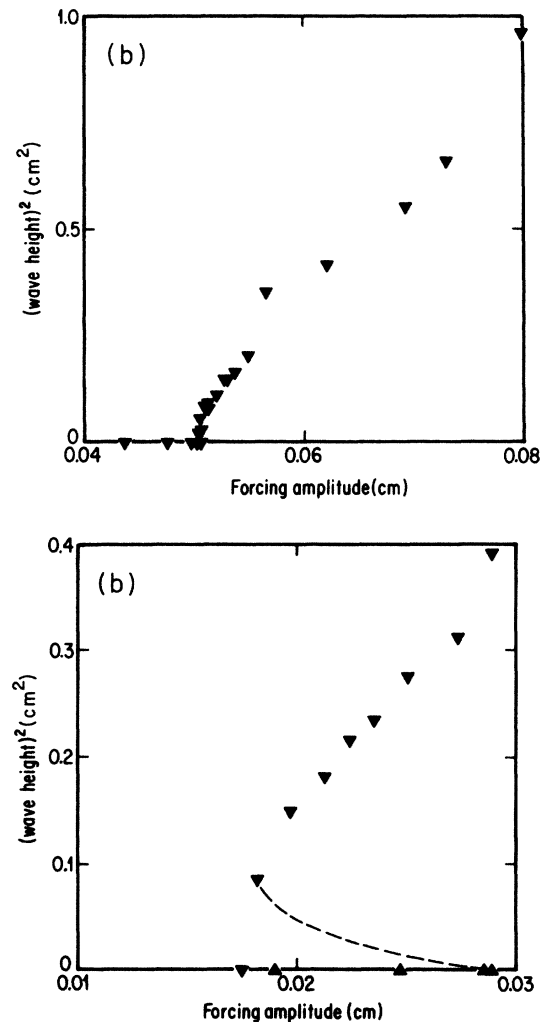 1.0
(b)
(wave height)² (cm²)
0.5
0
0.04
0.06
0.08
Forcing amplitude(cm)
0.4
(b)
0.3
(wave height)² (cm²)
0.2
0.1
0
0.01
0.02
0.03
Forcing amplitude (cm)